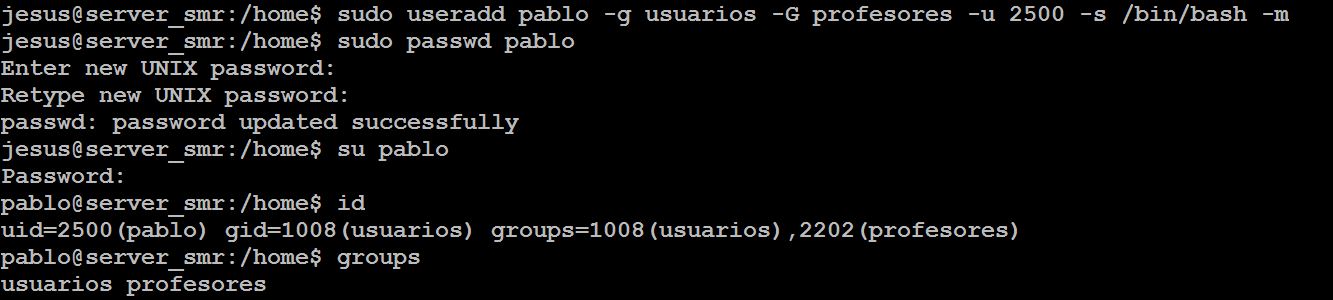 jesus@server_smr:/home$ sudo useradd pablo -g usuarios -G profesores -u 2500 -s /bin/bash -m
jesus@server_smr:/home$ sudo passwd pablo
Enter new UNIX password:
Retype new UNIX password:
passwd: password updated successfully
jesus@server_smr:/home$ su pablo
Password:
pablo@server_smr:/home$ id
uid=2500(pablo) gid=1008(usuarios) groups=1008(usuarios),2202(profesores)
pablo@server_smr:/home$ groups
usuarios profesores